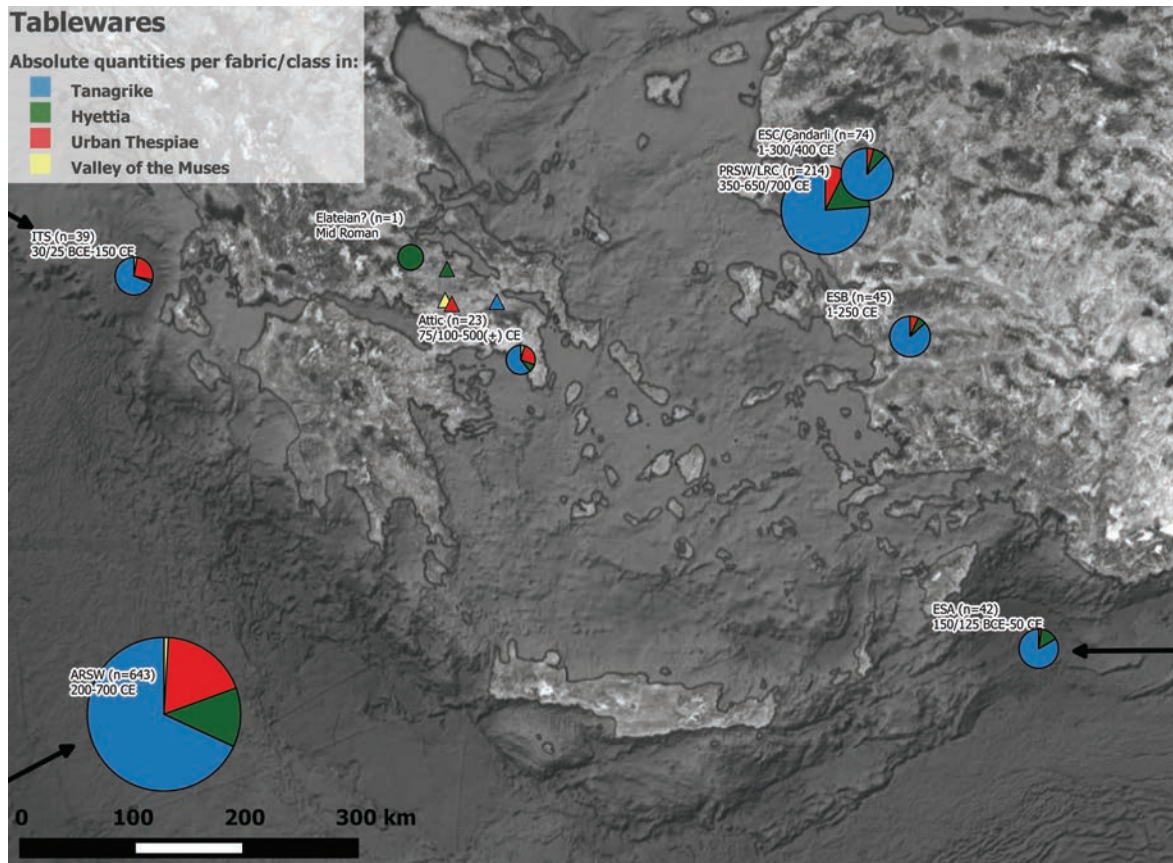 Tablewares
Absolute quantities per fabric/class in:
Tanagrike
Hyettia
Urban Thespiae
Valley of the Muses
ESC/Çandarli (n=74)
1-300/400 CE
PRSW/LRC (n=214)
350-650/700 CE
Elateian? (n=1)
Mid Roman
ITS (n=39)
30/25 BCE-150 CE
ESB (n=45)
1-250 CE
Attic (n=23)
75/100-500(+) CE
ESA (n=42)
150/125 BCE-50 CE
ARSW (n=643)
200-700 CE
0 100 200 300 km